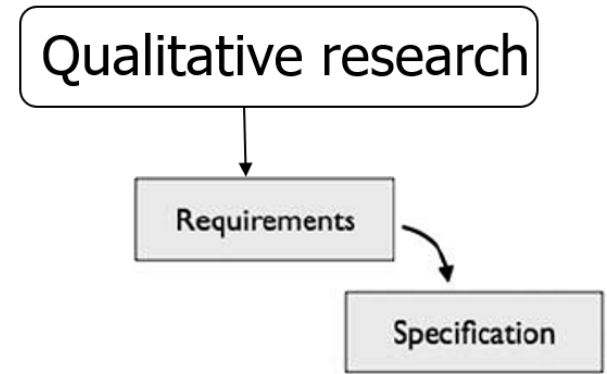 Qualitative research
Requirements
Specification